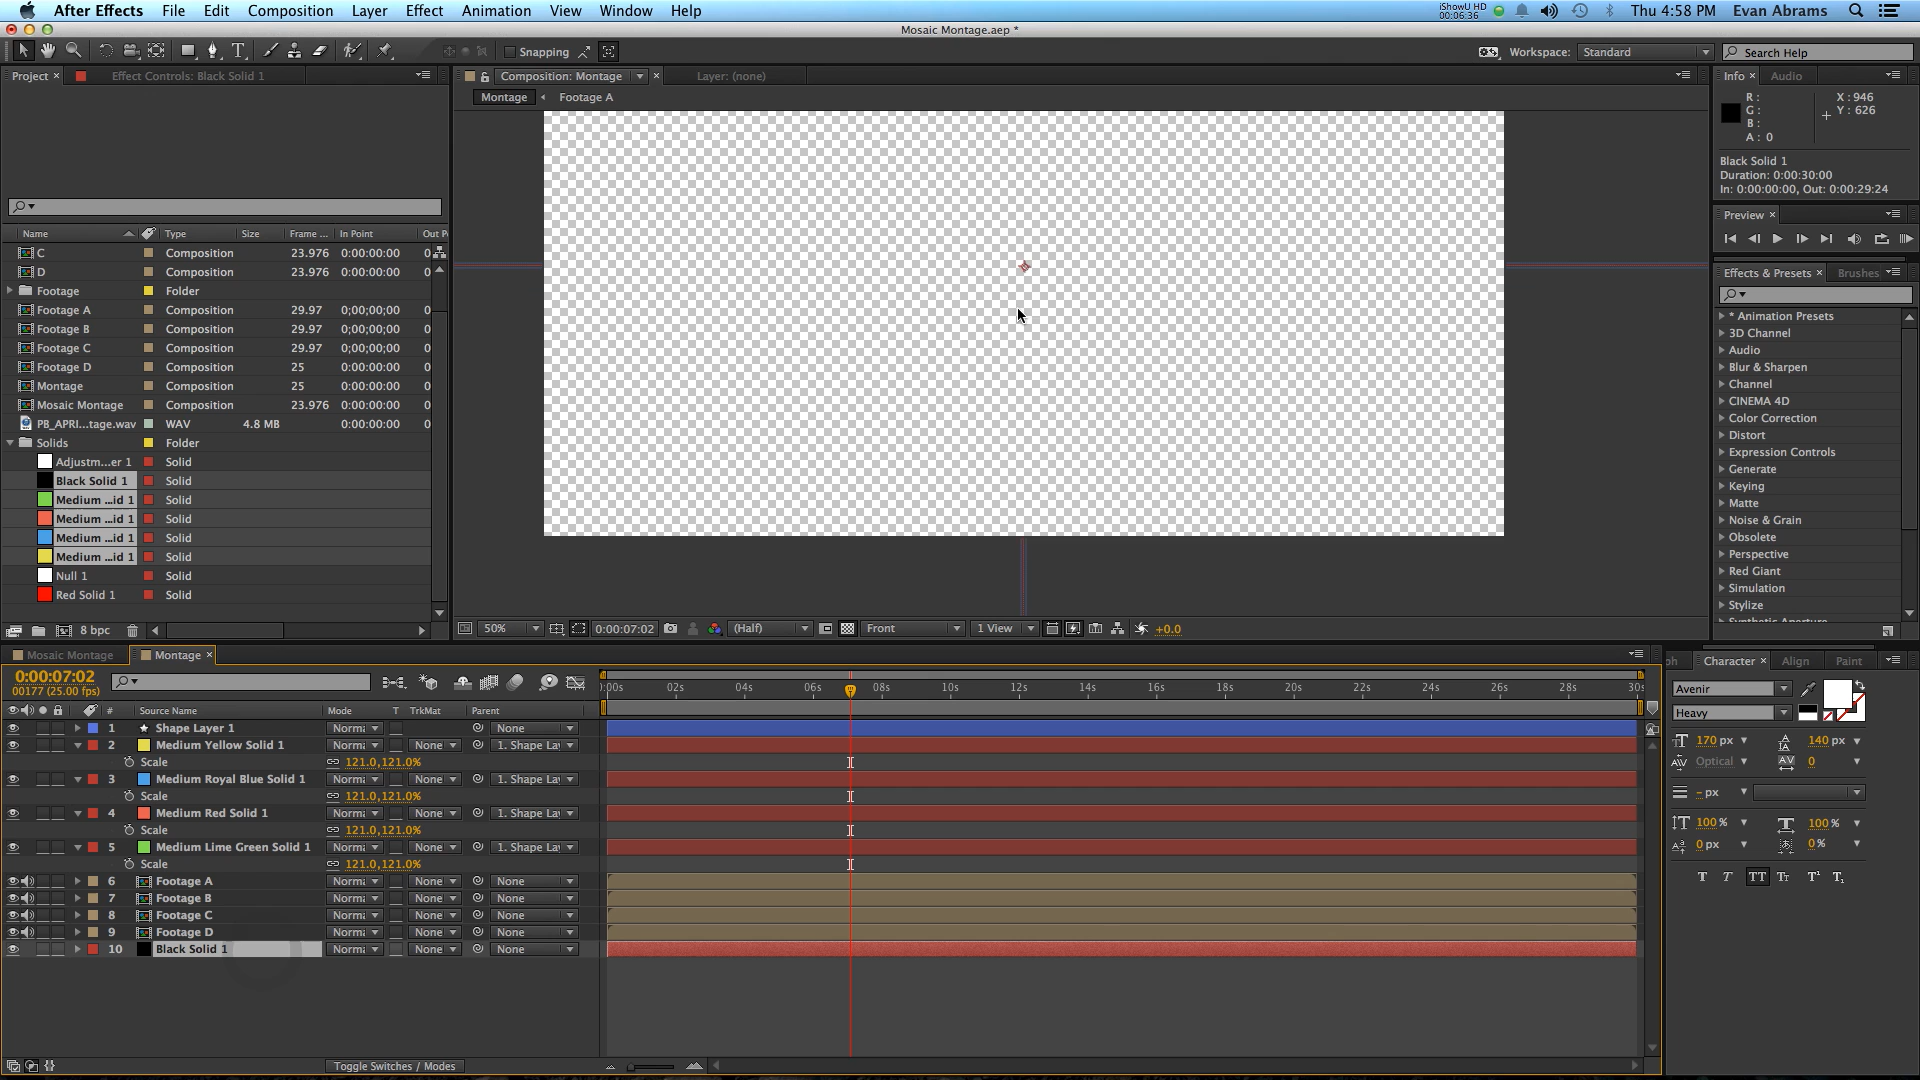 After Effects File Edit Composition Layer Effect Animation View Window Help
iShowU HD 00:06:36 Thu 4:58 PM Evan Abrams
Mosaic Montage.aep *
Snapping Workspace: Standard Search Help
Project Effect Controls: Black Solid 1
Composition: Montage Layer: (none)
Montage Footage A
Info Audio
R : X : 946
G : Y : 626
B :
A : 0
Black Solid 1
Duration: 0:00:30:00
In: 0:00:00:00, Out: 0:00:29:24
Preview
Effects & Presets Brushes
* Animation Presets
3D Channel
Audio
Blur & Sharpen
Channel
CINEMA 4D
Color Correction
Distort
Expression Controls
Generate
Keying
Matte
Noise & Grain
Obsolete
Perspective
Red Giant
Simulation
Stylize
Name Type Size Frame ... In Point Out P
C Composition 23.976 0:00:00:00 0
D Composition 23.976 0:00:00:00 0
Footage Folder
Footage A Composition 29.97 0;00;00;00 0
Footage B Composition 29.97 0;00;00;00 0
Footage C Composition 29.97 0;00;00;00 0
Footage D Composition 25 0:00:00:00 0
Montage Composition 25 0:00:00:00 0
Mosaic Montage Composition 23.976 0:00:00:00 0
PB_APRI...tage.wav WAV 4.8 MB 0:00:00:00 0
Solids Folder
Adjustm...er 1 Solid
Black Solid 1 Solid
Medium ...id 1 Solid
Medium ...id 1 Solid
Medium ...id 1 Solid
Medium ...id 1 Solid
Null 1 Solid
Red Solid 1 Solid
8 bpc
50% 0:00:07:02 (Half) Front 1 View +0.0
Mosaic Montage Montage
0:00:07:02
00177 (25.00 fps)
:00s 02s 04s 06s 08s 10s 12s 14s 16s 18s 20s 22s 24s 26s 28s 30s
# Source Name Mode T TrkMat Parent
1 Shape Layer 1 Norma None
2 Medium Yellow Solid 1 Norma None 1. Shape La
Scale 121.0,121.0%
3 Medium Royal Blue Solid 1 Norma None 1. Shape La
Scale 121.0,121.0%
4 Medium Red Solid 1 Norma None 1. Shape La
Scale 121.0,121.0%
5 Medium Lime Green Solid 1 Norma None 1. Shape La
Scale 121.0,121.0%
6 Footage A Norma None None
7 Footage B Norma None None
8 Footage C Norma None None
9 Footage D Norma None None
10 Black Solid 1 Norma None None
Toggle Switches / Modes
ph Character Align Paint
Avenir
Heavy
170 px 140 px
Optical 0
- px
100 % 100 %
0 px 0 %
T T TT Tt T¹ T₁